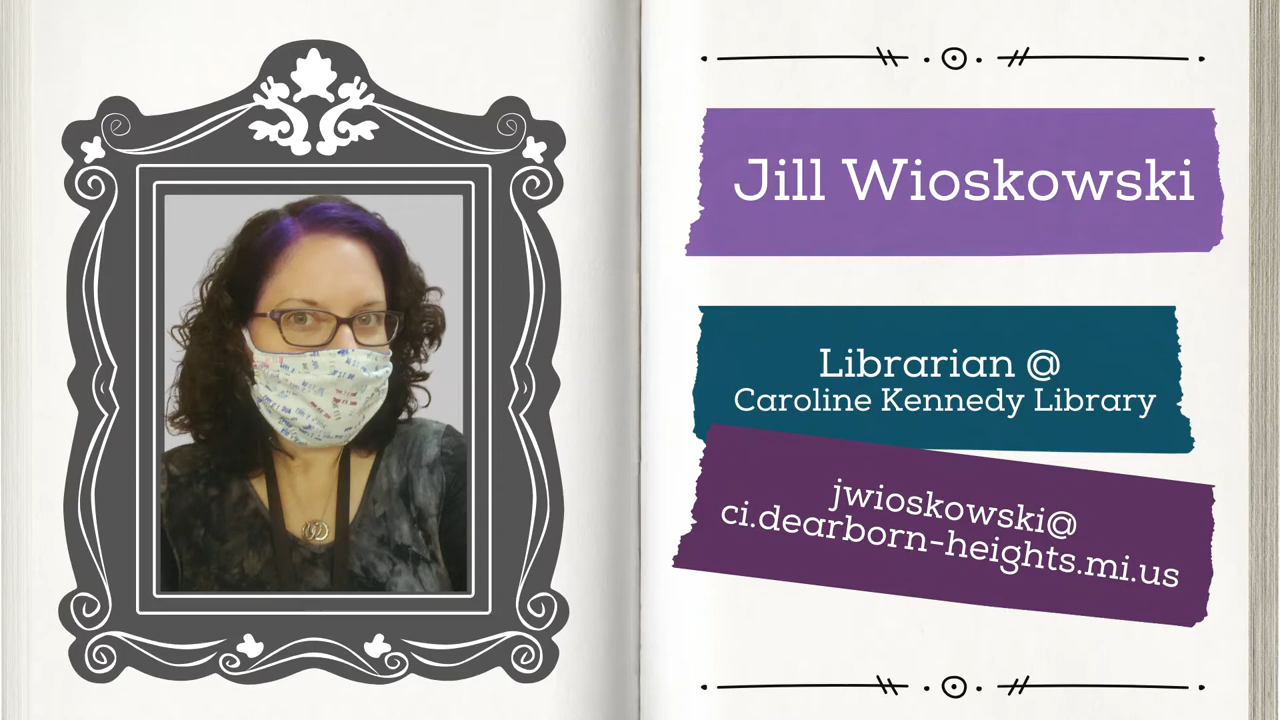 Jill Wioskowski
Librarian @
Caroline Kennedy Library
jwioskowski@
ci.dearborn-heights.mi.us